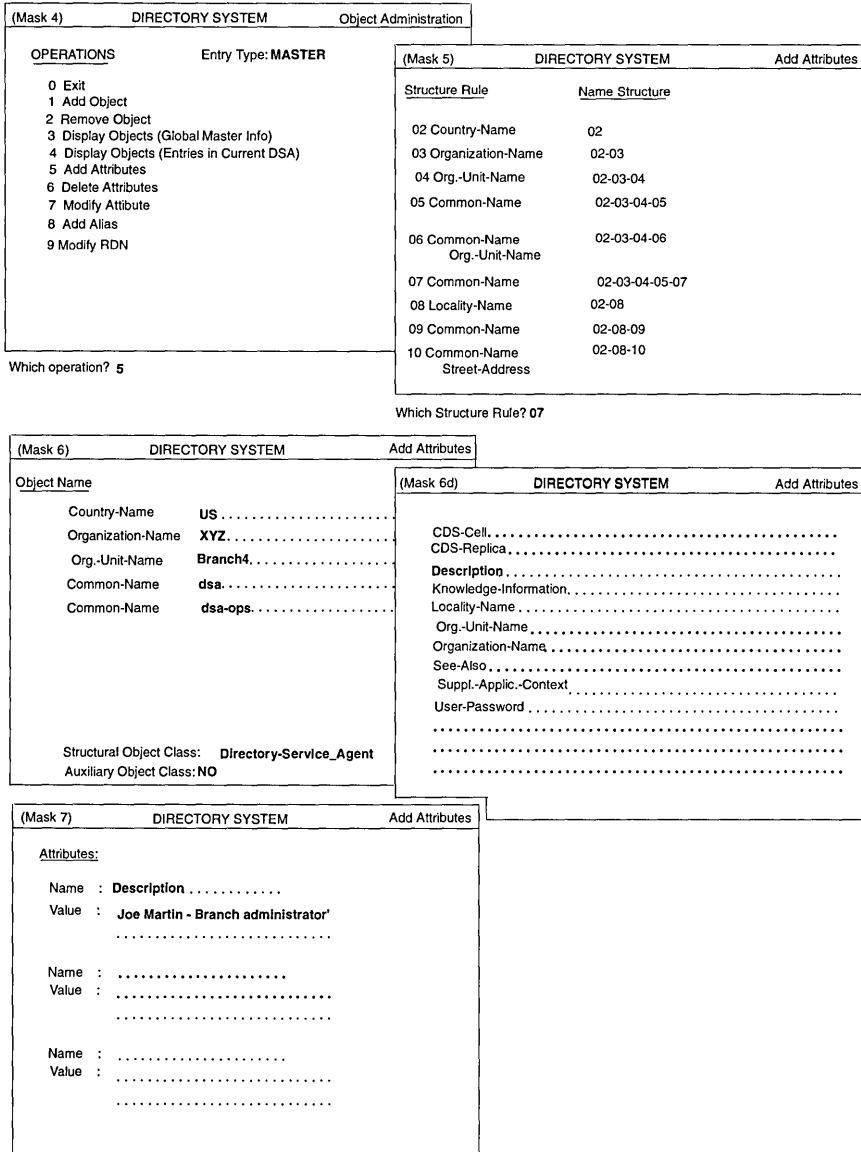 (Mask 4) DIRECTORY SYSTEM Object Administration
OPERATIONS Entry Type: MASTER
0 Exit
1 Add Object
2 Remove Object
3 Display Objects (Global Master Info)
4 Display Objects (Entries in Current DSA)
5 Add Attributes
6 Delete Attributes
7 Modify Attibute
8 Add Alias
9 Modify RDN
Which operation? 5
(Mask 5) DIRECTORY SYSTEM Add Attributes
Structure Rule Name Structure
02 Country-Name 02
03 Organization-Name 02-03
04 Org.-Unit-Name 02-03-04
05 Common-Name 02-03-04-05
06 Common-Name 02-03-04-06
Org.-Unit-Name
07 Common-Name 02-03-04-05-07
08 Locality-Name 02-08
09 Common-Name 02-08-09
10 Common-Name 02-08-10
Street-Address
Which Structure Rule? 07
(Mask 6) DIRECTORY SYSTEM Add Attributes
Object Name
Country-Name US
Organization-Name XYZ
Org.-Unit-Name Branch4
Common-Name dsa
Common-Name dsa-ops
Structural Object Class: Directory-Service_Agent
Auxiliary Object Class: NO
(Mask 6d) DIRECTORY SYSTEM Add Attributes
CDS-Cell
CDS-Replica
Description
Knowledge-Information
Locality-Name
Org.-Unit-Name
Organization-Name
See-Also
Suppl.-Applic.-Context
User-Password
(Mask 7) DIRECTORY SYSTEM Add Attributes
Attributes:
Name : Description
Value : Joe Martin - Branch administrator'
Name :
Value :
Name :
Value :